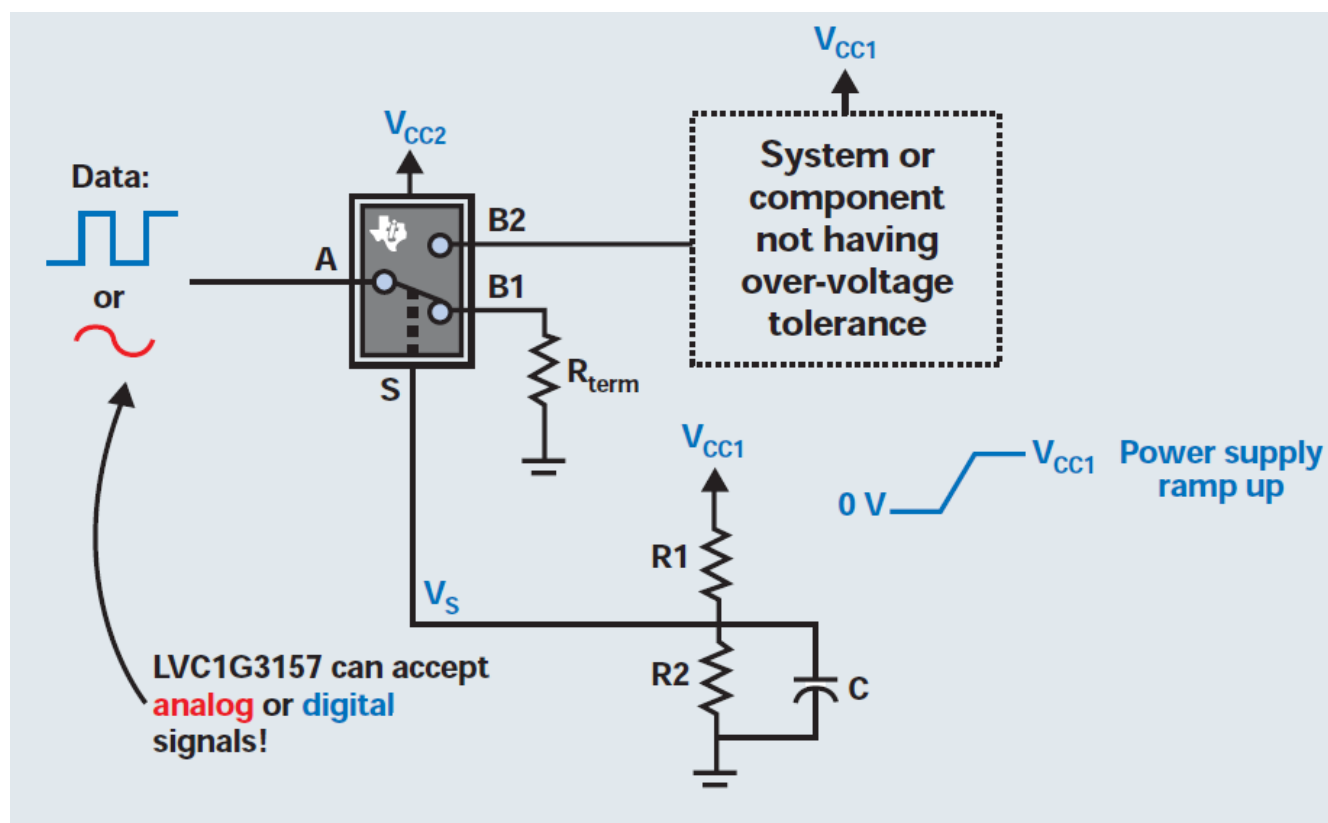 VCC1
VCC2
Data:
or
A
B2
B1
S
Rterm
System or
component
not having
over-voltage
tolerance
VCC1
R1
R2
C
VS
0 V
VCC1
Power supply
ramp up
LVC1G3157 can accept
analog or digital
signals!